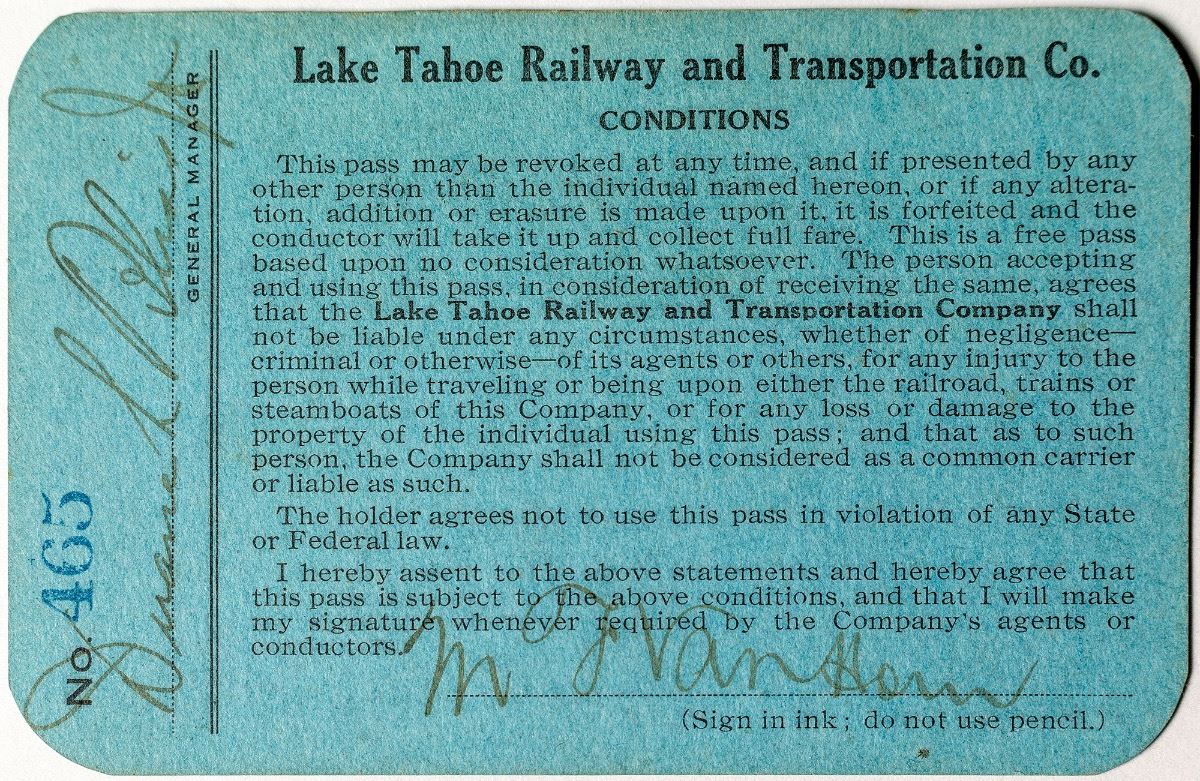 Lake Tahoe Railway and Transportation Co.
CONDITIONS
This pass may be revoked at any time, and if presented by any
other person than the individual named hereon, or if any altera-
tion, addition or erasure is made upon it, it is forfeited and the
conductor will take it up and collect full fare. This is a free pass
based upon no consideration whatsoever. The person accepting
and using this pass, in consideration of receiving the same, agrees
that the Lake Tahoe Railway and Transportation Company shall
not be liable under any circumstances, whether of negligence—
criminal or otherwise—of its agents or others, for any injury to the
person while traveling or being upon either the railroad, trains or
steamboats of this Company, or for any loss or damage to the
property of the individual using this pass; and that as to such
person, the Company shall not be considered as a common carrier
or liable as such.
The holder agrees not to use this pass in violation of any State
or Federal law.
I hereby assent to the above statements and hereby agree that
this pass is subject to the above conditions, and that I will make
my signature whenever required by the Company's agents or
conductors.
M F Van Horn
(Sign in ink; do not use pencil.)
No. 465
Duane L Bliss Jr
GENERAL MANAGER